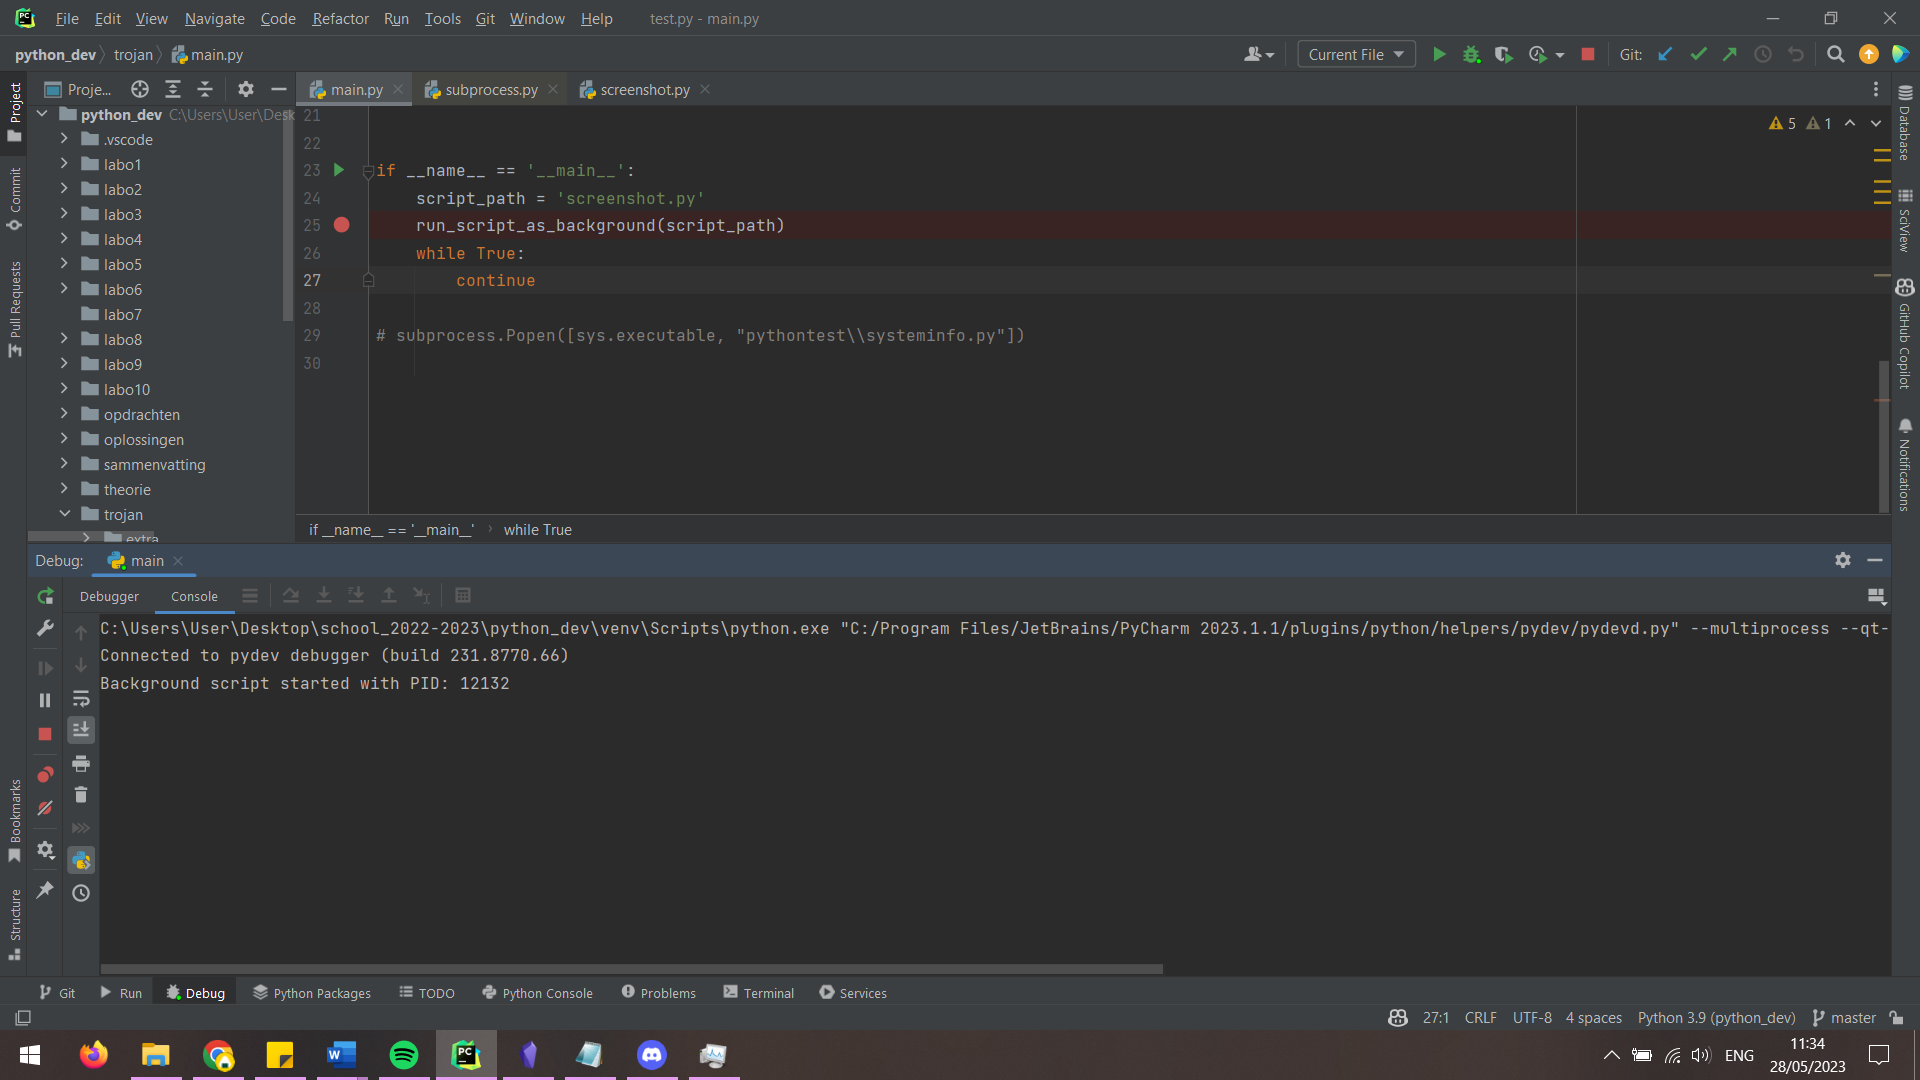 PC File Edit View Navigate Code Refactor Run Tools Git Window Help test.py - main.py
python_dev trojan main.py Current File Git:
Proje... main.py subprocess.py screenshot.py
python_dev C:\Users\User\Desk
.vscode
labo1
labo2
labo3
labo4
labo5
labo6
labo7
labo8
labo9
labo10
opdrachten
oplossingen
sammenvatting
theorie
trojan
extra
Project
Commit
Pull Requests
Bookmarks
Structure
5 1
21
22
23 if __name__ == '__main__':
24 script_path = 'screenshot.py'
25 run_script_as_background(script_path)
26 while True:
27 continue
28
29 # subprocess.Popen([sys.executable, "pythontest\\systeminfo.py"])
30
if __name__ == '__main__' › while True
Database
SciView
GitHub Copilot
Notifications
Debug: main
Debugger Console
C:\Users\User\Desktop\school_2022-2023\python_dev\venv\Scripts\python.exe "C:/Program Files/JetBrains/PyCharm 2023.1.1/plugins/python/helpers/pydev/pydevd.py" --multiprocess --qt-
Connected to pydev debugger (build 231.8770.66)
Background script started with PID: 12132
Git Run Debug Python Packages TODO Python Console Problems Terminal Services
27:1 CRLF UTF-8 4 spaces Python 3.9 (python_dev) master
W PC ENG 11:34
28/05/2023